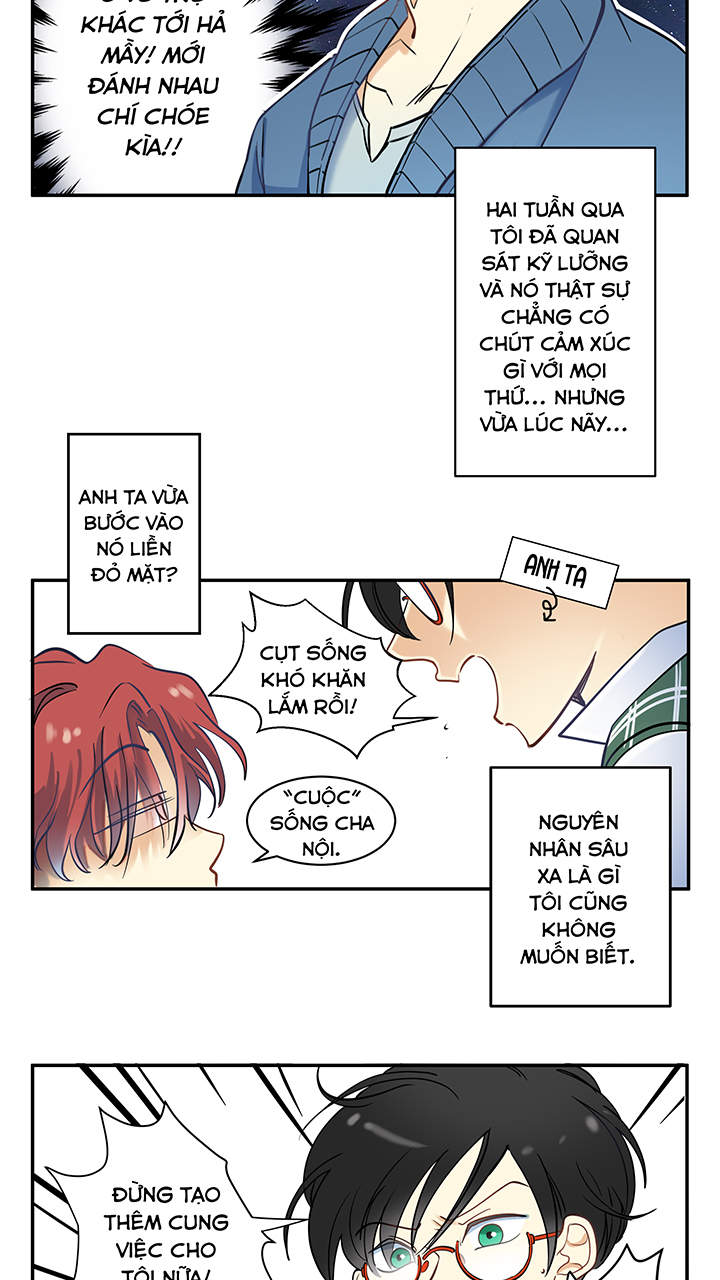 KHÁC TỚI HẢ
MẦY! MỚI
ĐÁNH NHAU
CHÍ CHÓE
KÌA!!
HAI TUẦN QUA
TÔI ĐÃ QUAN
SÁT KỸ LƯỠNG
VÀ NÓ THẬT SỰ
CHẲNG CÓ
CHÚT CẢM XÚC
GÌ VỚI MỌI
THỨ... NHƯNG
VỪA LÚC NÃY...
ANH TA VỪA
BƯỚC VÀO
NÓ LIỀN
ĐỎ MẶT?
ANH TA
CỤT SỐNG
KHÓ KHĂN
LẮM RỒI!
“CUỘC”
SỐNG CHA
NỘI.
NGUYÊN
NHÂN SÂU
XA LÀ GÌ
TÔI CŨNG
KHÔNG
MUỐN BIẾT.
ĐỪNG TẠO
THÊM CUNG
VIỆC CHO
TÔI NỮA!